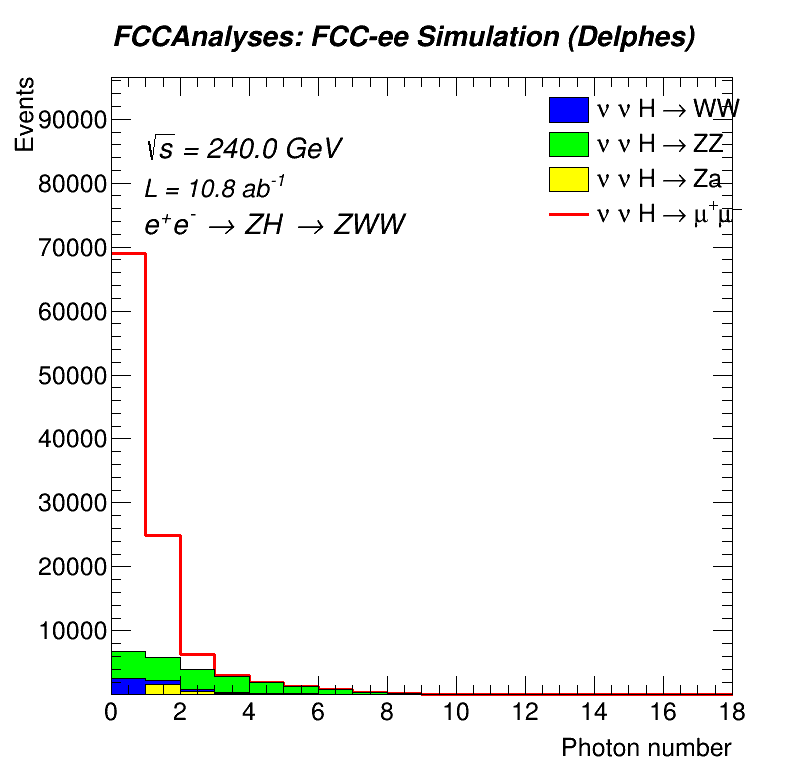 FCCAnalyses: FCC-ee Simulation (Delphes)
Events
90000
80000
70000
60000
50000
40000
30000
20000
10000
√s = 240.0 GeV
L = 10.8 ab⁻¹
e⁺e⁻ → ZH → ZWW
ν ν H → WW
ν ν H → ZZ
ν ν H → Za
ν ν H → μ⁺μ⁻
0 2 4 6 8 10 12 14 16 18
Photon number